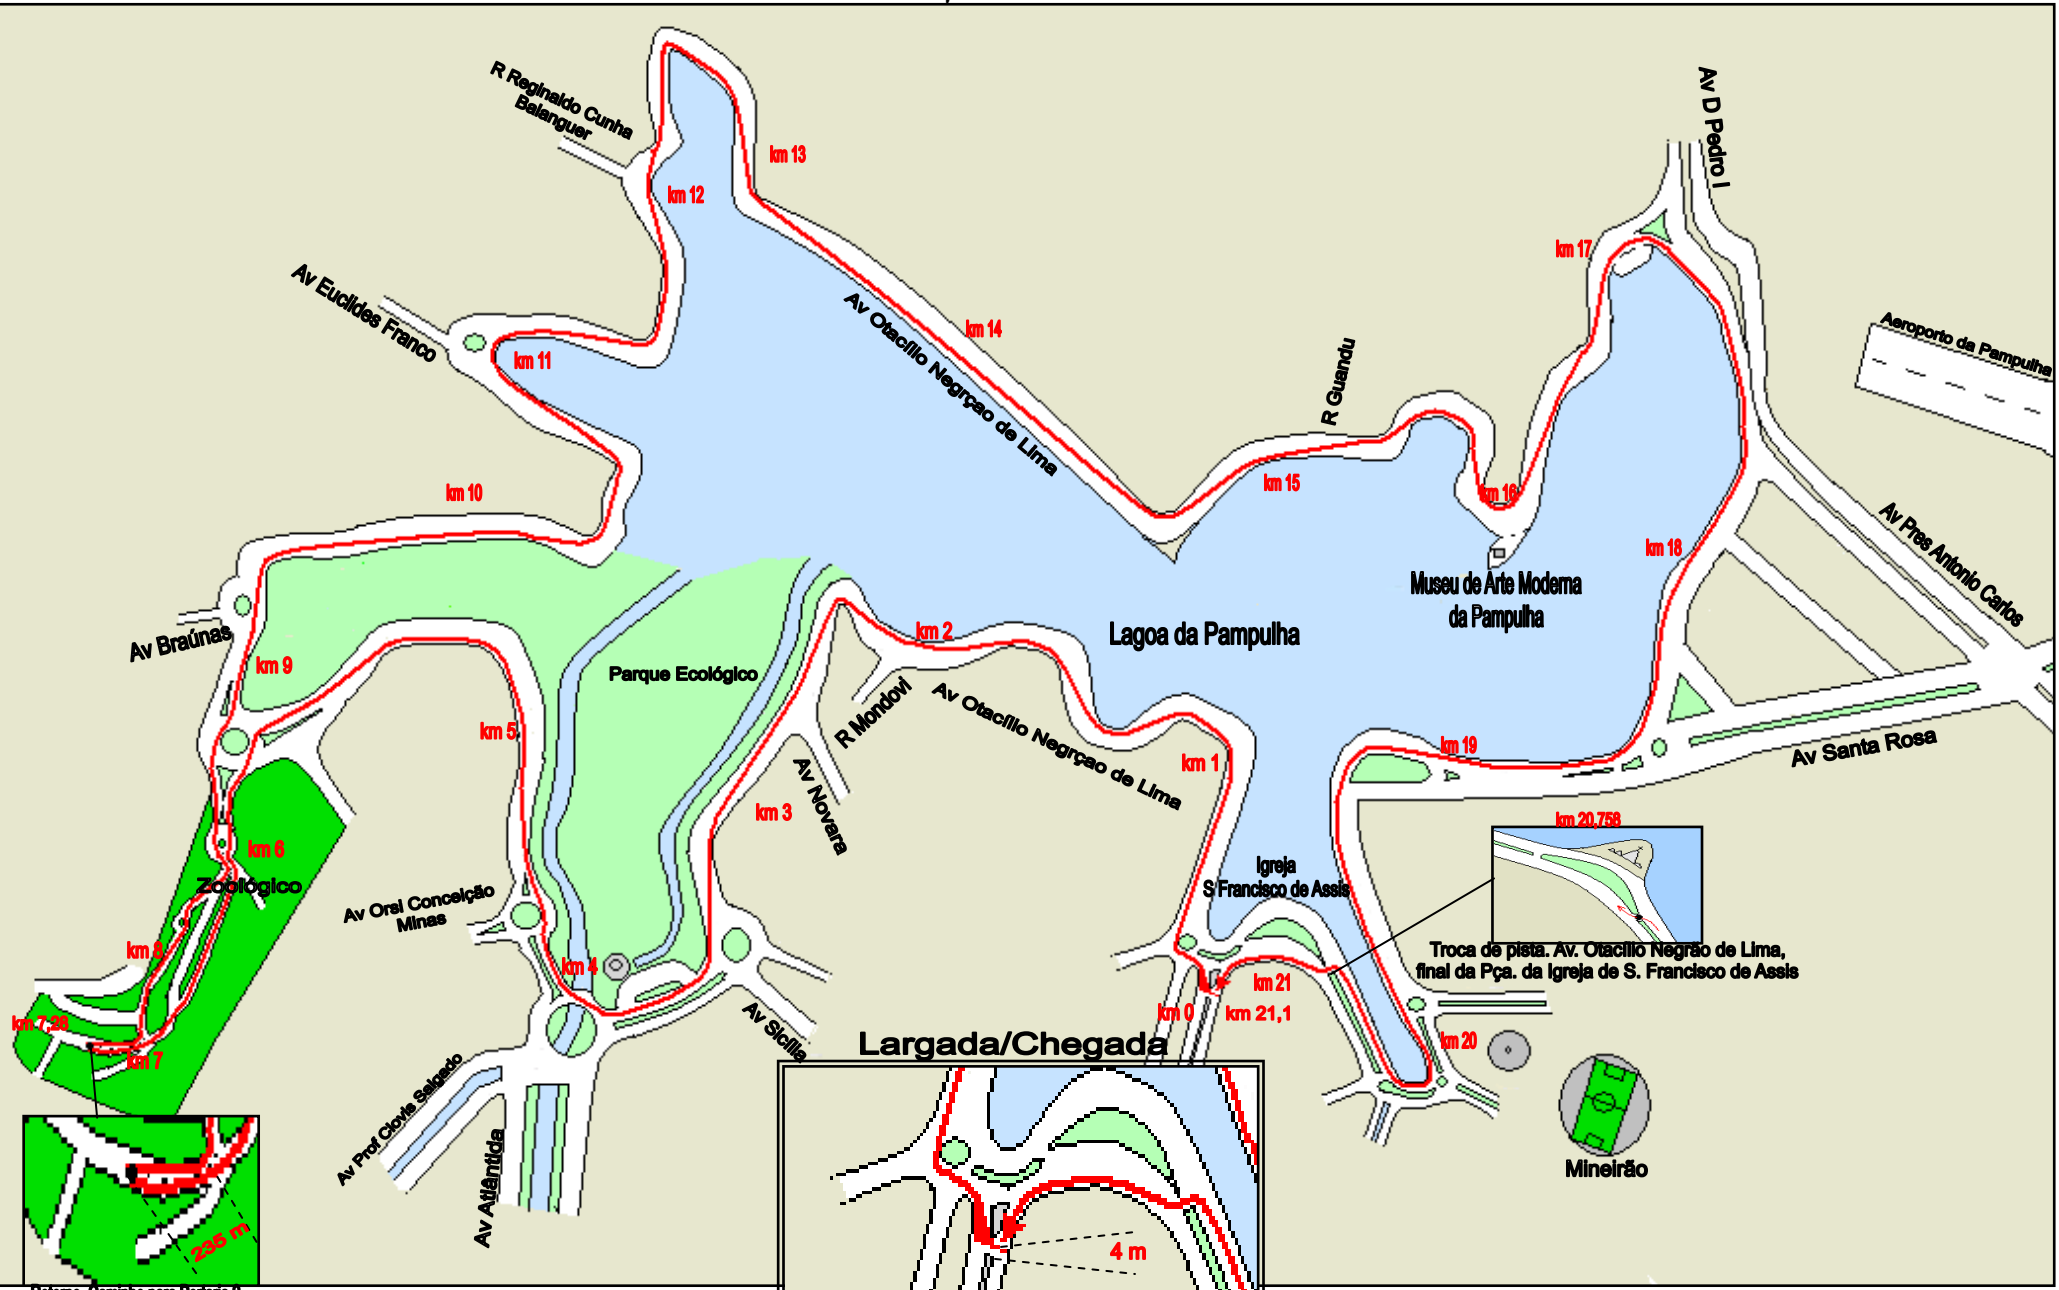 R Reginaldo Cunha
Balanguer
km 13
km 12
Av D Pedro I
km 17
Av Euclides Franco
km 11
Av Otacílio Negrçao de Lima
km 14
Aeroporto da Pampulha
R Guandu
km 10
km 15
km 16
Av Pres Antonio Carlos
km 18
Museu de Arte Moderna
da Pampulha
Lagoa da Pampulha
Av Braúnas
km 9
km 2
Parque Ecológico
R Mondovi
Av Otacílio Negrçao de Lima
km 5
km 1
km 19
Av Santa Rosa
km 3
Av Novara
km 6
Zoológico
km 20,758
Igreja
S Francisco de Assis
Av Orsi Conceição
Minas
km 8
km 4
Troca de pista. Av. Otacílio Negrão de Lima,
final da Pça. da Igreja de S. Francisco de Assis
km 21
km 0
km 21,1
km 7,26
km 7
Av Sicília
km 20
Largada/Chegada
Av Prof Clovis Salgado
Av Atlântida
Mineirão
235 m
4 m